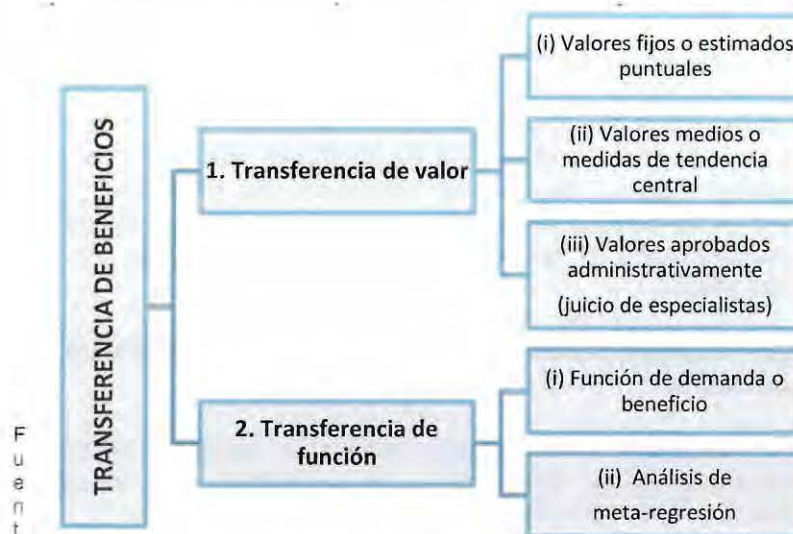 TRANSFERENCIA DE BENEFICIOS
1. Transferencia de valor
(i) Valores fijos o estimados
puntuales
(ii) Valores medios o
medidas de tendencia
central
(iii) Valores aprobados
administrativamente
(juicio de especialistas)
2. Transferencia de
función
(i) Función de demanda o
beneficio
(ii) Análisis de
meta-regresión
F
u
e
n
t